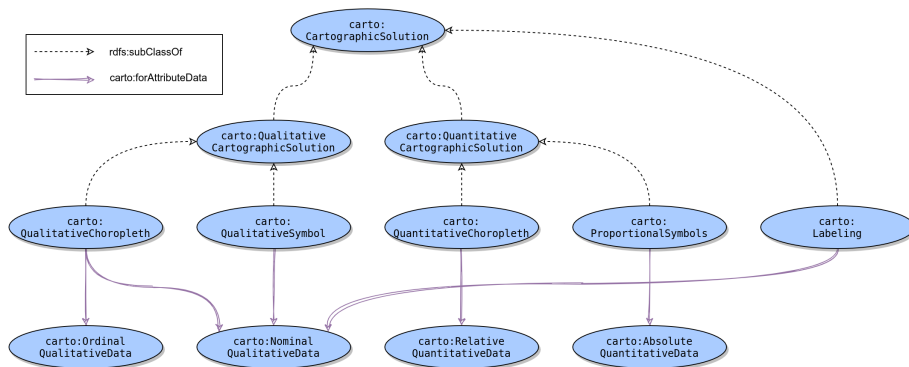 carto:
CartographicSolution
rdfs:subClassOf
carto:forAttributeData
carto:Qualitative
CartographicSolution
carto:Quantitative
CartographicSolution
carto:
QualitativeChoropleth
carto:
QualitativeSymbol
carto:
QuantitativeChoropleth
carto:
ProportionalSymbols
carto:
Labeling
carto:Ordinal
QualitativeData
carto:Nominal
QualitativeData
carto:Relative
QuantitativeData
carto:Absolute
QuantitativeData